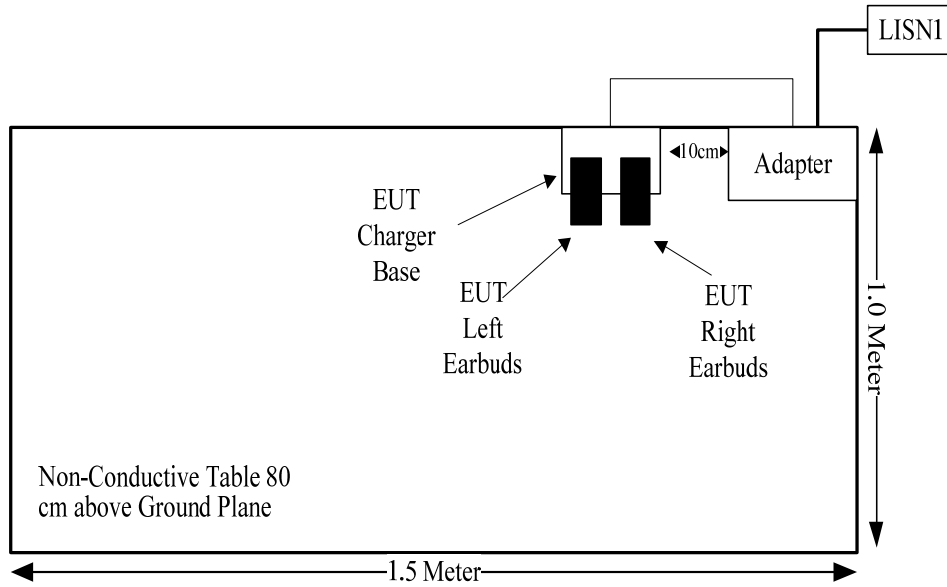 LISN1
10cm
Adapter
EUT
Charger
Base
EUT
Left
Earbuds
EUT
Right
Earbuds
1.0 Meter
Non-Conductive Table 80
cm above Ground Plane
1.5 Meter